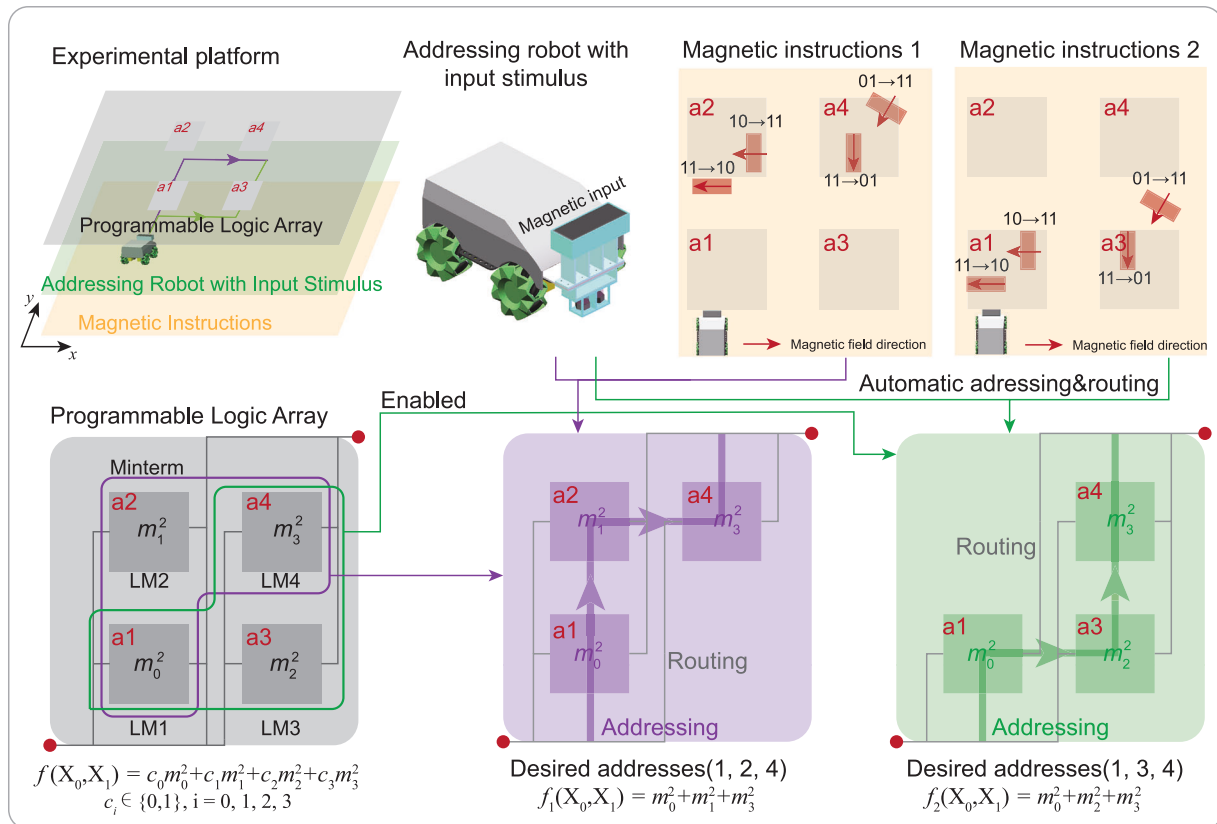 Experimental platform
a2
a4
a1
a3
Programmable Logic Array
Addressing Robot with Input Stimulus
Magnetic Instructions
y
x
Addressing robot with
input stimulus
Magnetic input
Magnetic instructions 1
01→11
a2
a4
10→11
11→10
11→01
a1
a3
Magnetic field direction
Magnetic instructions 2
a2
a4
01→11
10→11
a1
a3
11→10
11→01
Magnetic field direction
Automatic adressing&routing
Enabled
Programmable Logic Array
Minterm
a2
a4
m₁²
m₃²
LM2
LM4
a1
a3
m₀²
m₂²
LM1
LM3
f(X₀,X₁) = c₀m₀²+c₁m₁²+c₂m₂²+c₃m₃²
cᵢ ∈ {0,1}, i = 0, 1, 2, 3
a2
a4
m₁²
m₃²
a1
m₀²
Routing
Addressing
Desired addresses(1, 2, 4)
f₁(X₀,X₁) = m₀²+m₁²+m₃²
a4
m₃²
Routing
a1
a3
m₀²
m₂²
Addressing
Desired addresses(1, 3, 4)
f₂(X₀,X₁) = m₀²+m₂²+m₃²